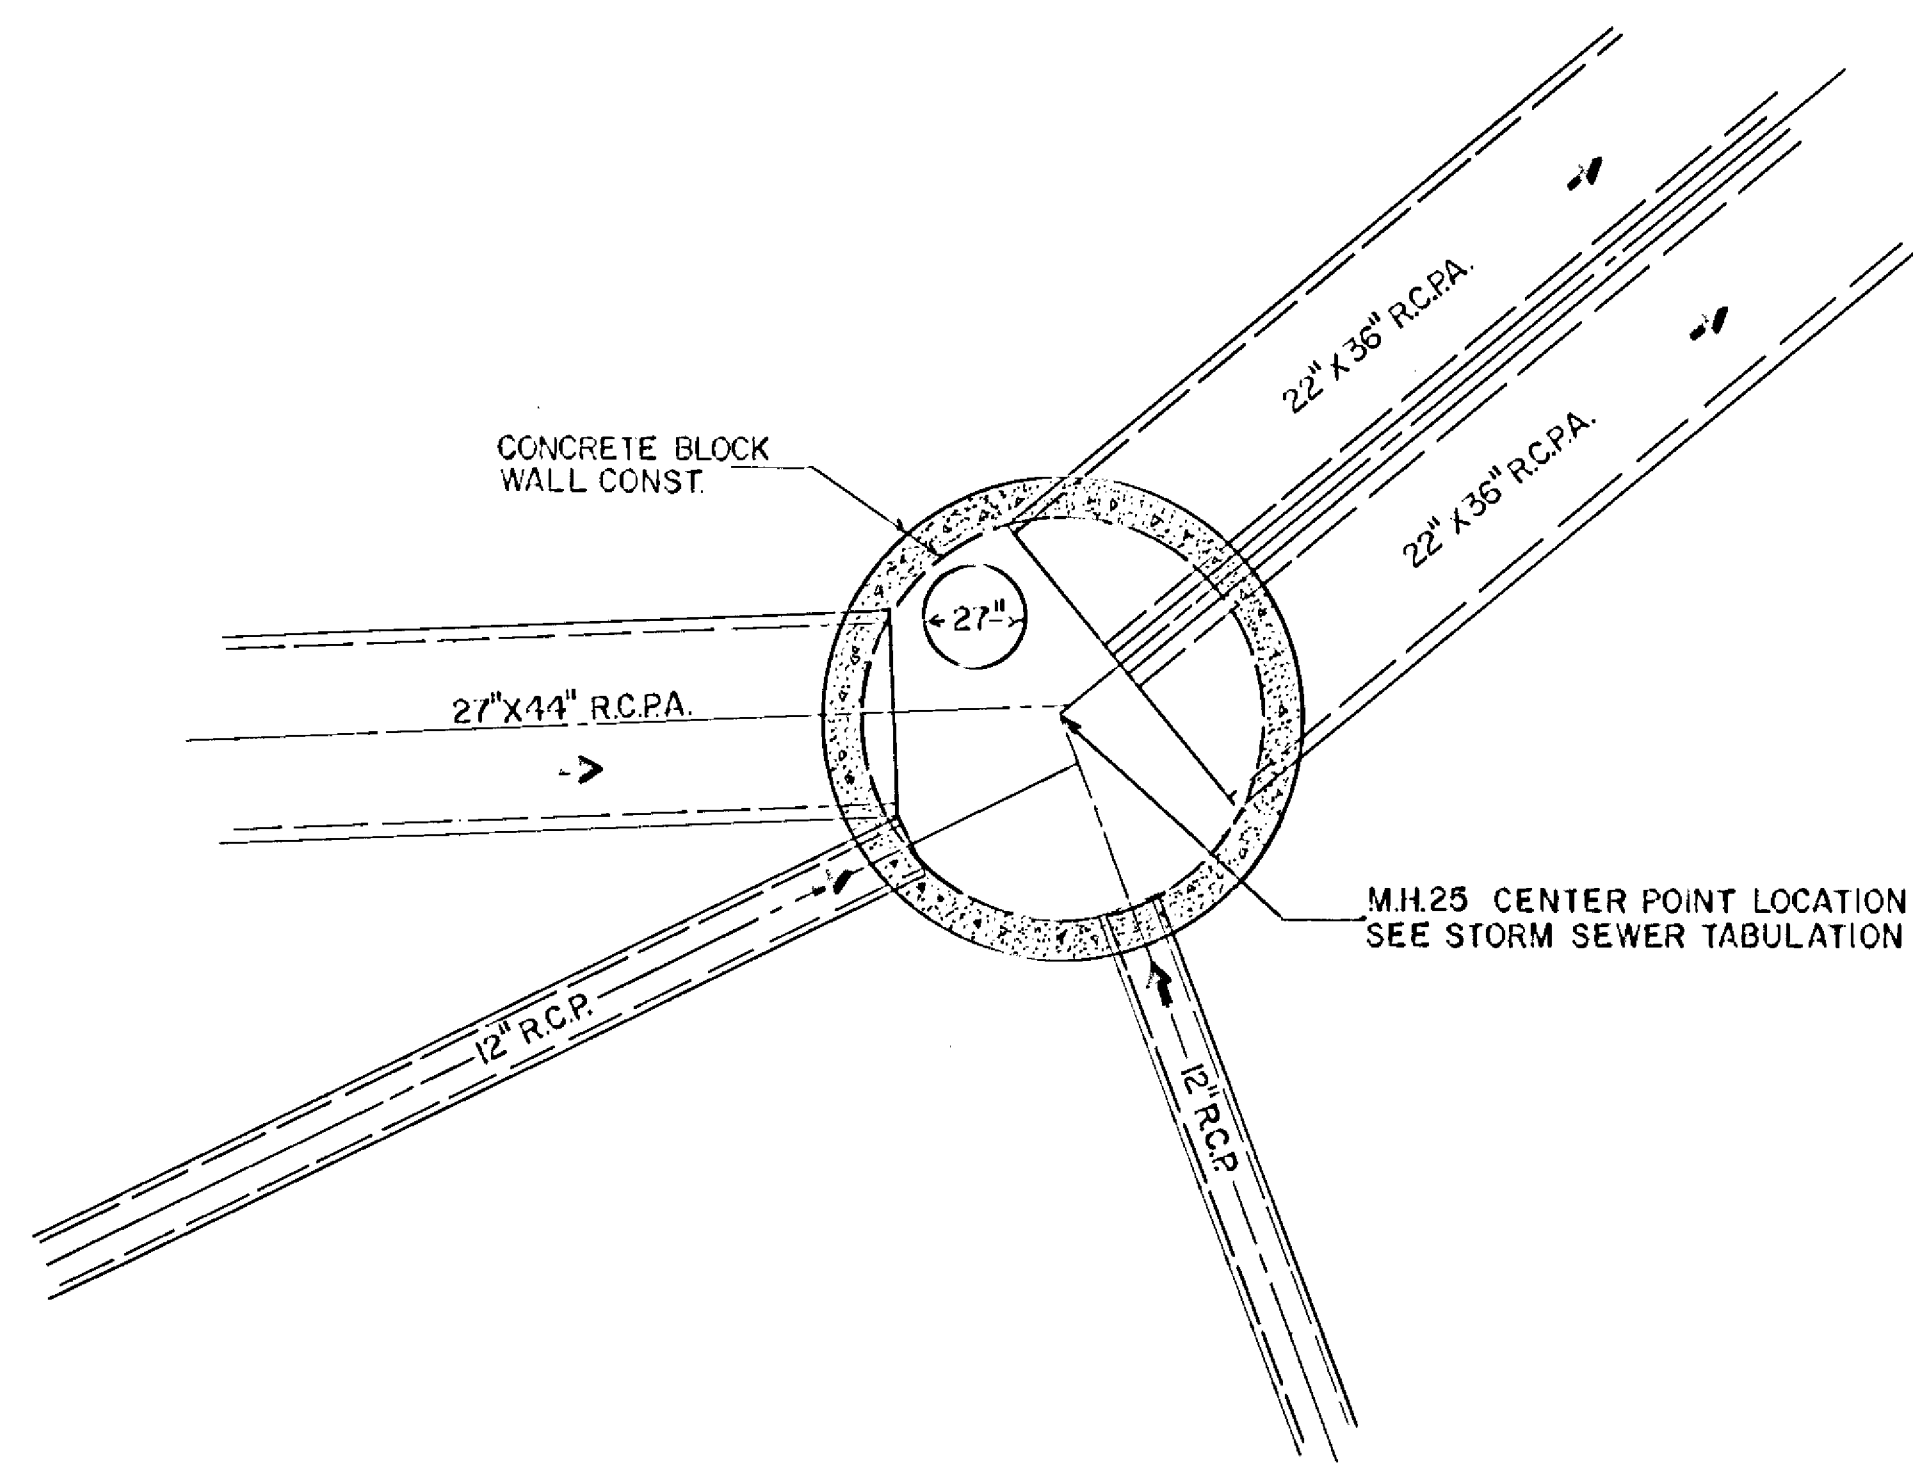 22" X 36" R.C.P.A.
22" X 36" R.C.P.A.
CONCRETE BLOCK
WALL CONST.
27"
27"X44" R.C.P.A.
M.H.25 CENTER POINT LOCATION
SEE STORM SEWER TABULATION
12" R.C.P.
12" R.C.P.